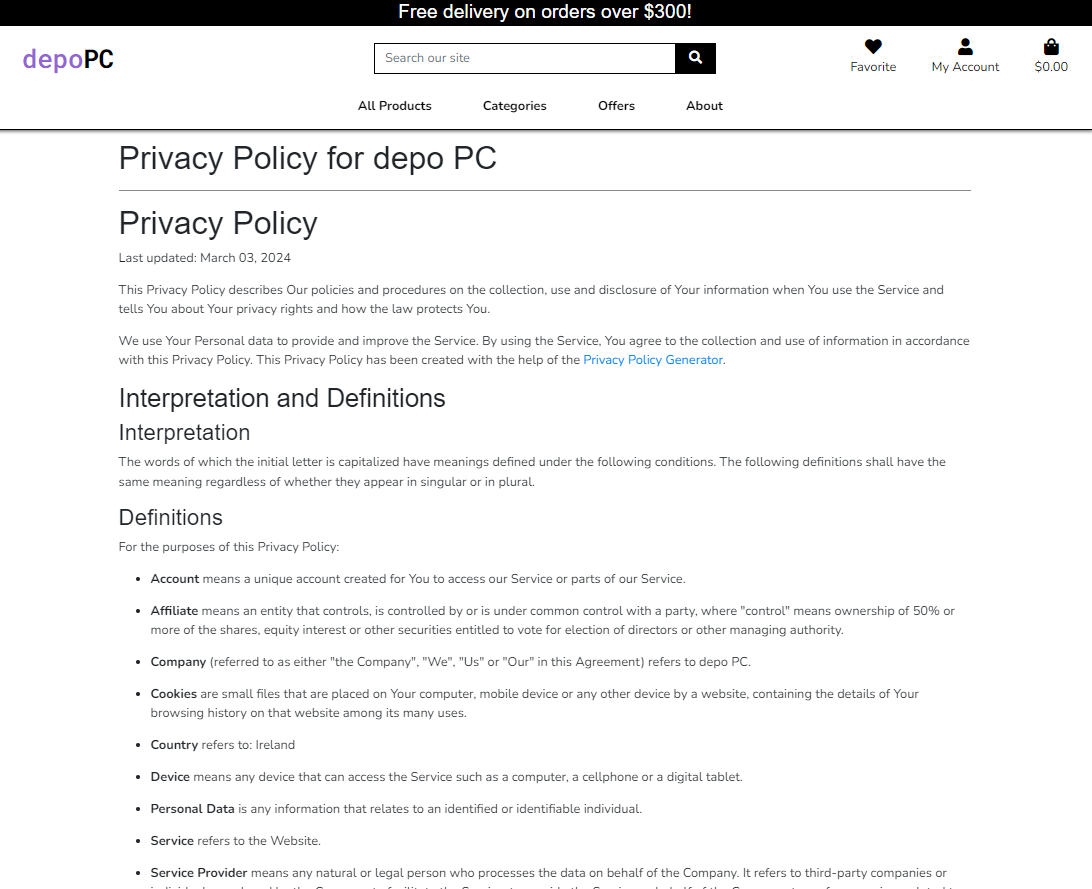 Free delivery on orders over $300!
depoPC
Search our site
Favorite
My Account
$0.00
All Products
Categories
Offers
About
Privacy Policy for depo PC
Privacy Policy
Last updated: March 03, 2024
This Privacy Policy describes Our policies and procedures on the collection, use and disclosure of Your information when You use the Service and
tells You about Your privacy rights and how the law protects You.
We use Your Personal data to provide and improve the Service. By using the Service, You agree to the collection and use of information in accordance
with this Privacy Policy. This Privacy Policy has been created with the help of the Privacy Policy Generator.
Interpretation and Definitions
Interpretation
The words of which the initial letter is capitalized have meanings defined under the following conditions. The following definitions shall have the
same meaning regardless of whether they appear in singular or in plural.
Definitions
For the purposes of this Privacy Policy:
• Account means a unique account created for You to access our Service or parts of our Service.
• Affiliate means an entity that controls, is controlled by or is under common control with a party, where "control" means ownership of 50% or
more of the shares, equity interest or other securities entitled to vote for election of directors or other managing authority.
• Company (referred to as either "the Company", "We", "Us" or "Our" in this Agreement) refers to depo PC.
• Cookies are small files that are placed on Your computer, mobile device or any other device by a website, containing the details of Your
browsing history on that website among its many uses.
• Country refers to: Ireland
• Device means any device that can access the Service such as a computer, a cellphone or a digital tablet.
• Personal Data is any information that relates to an identified or identifiable individual.
• Service refers to the Website.
• Service Provider means any natural or legal person who processes the data on behalf of the Company. It refers to third-party companies or